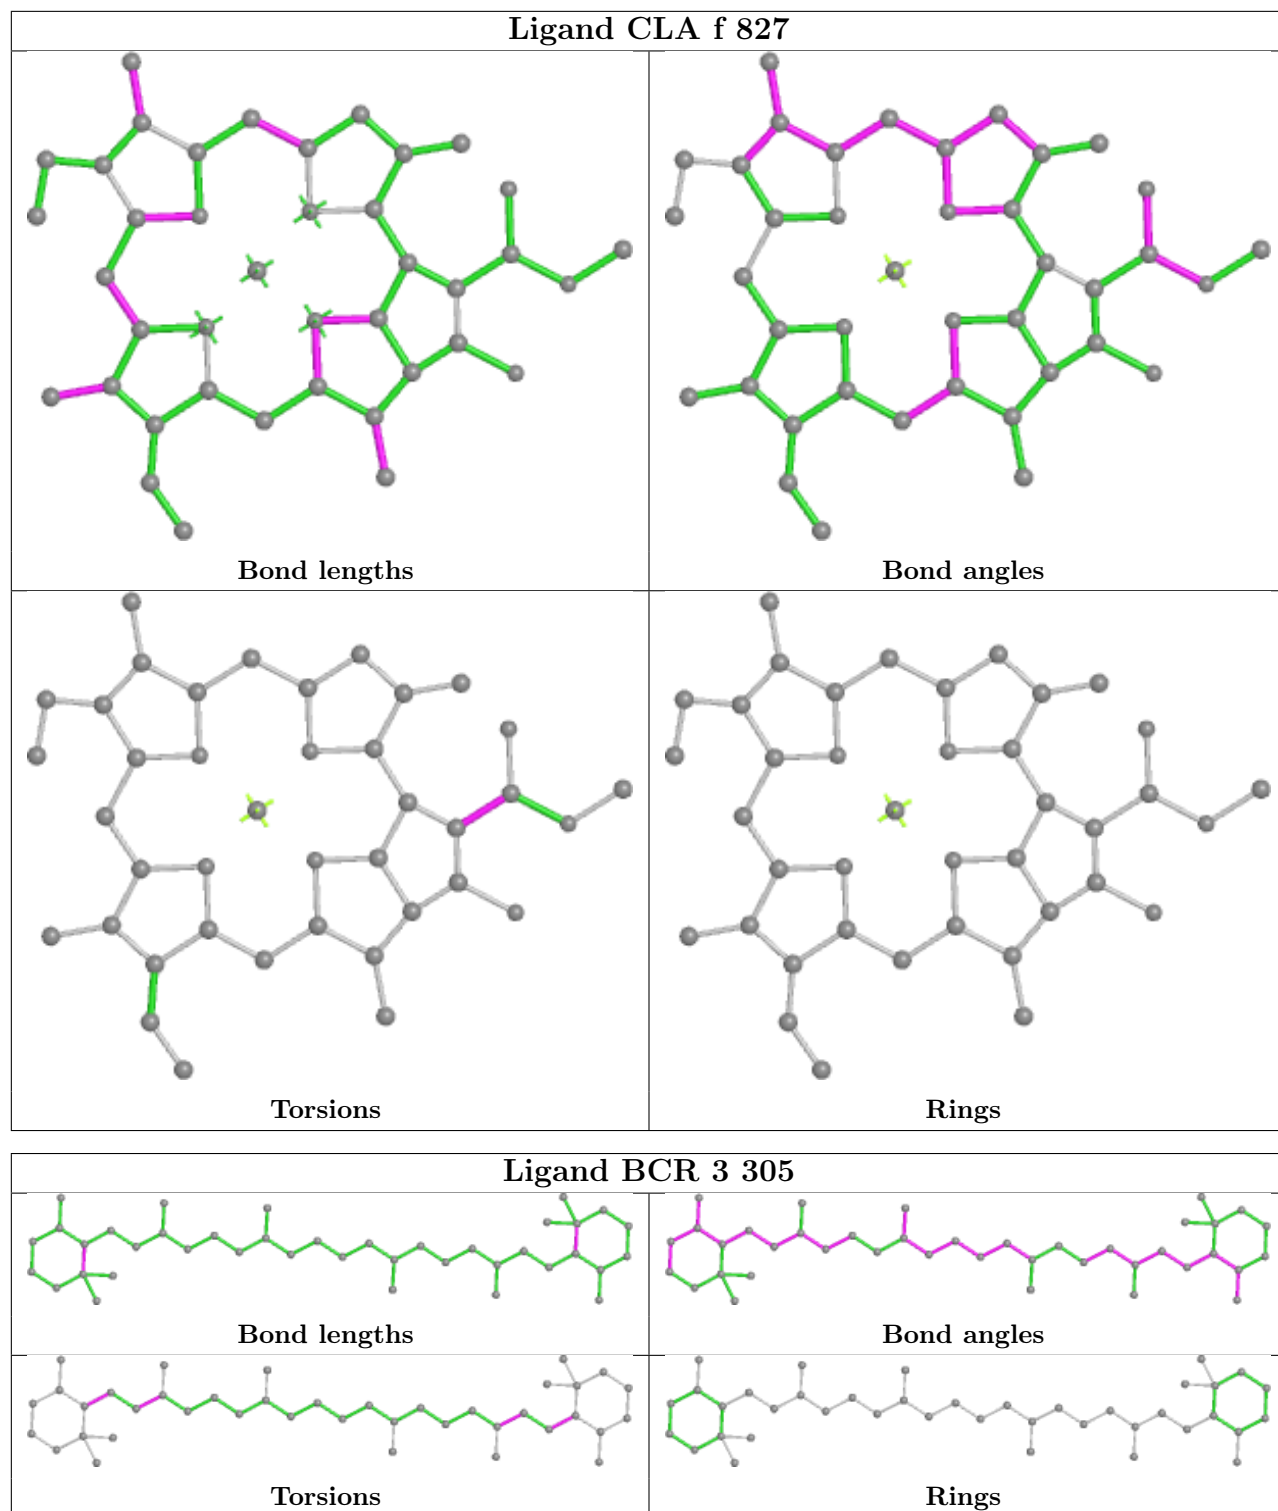 Ligand CLA f 827
Bond lengths
Bond angles
Torsions
Rings
Ligand BCR 3 305
Bond lengths
Bond angles
Torsions
Rings